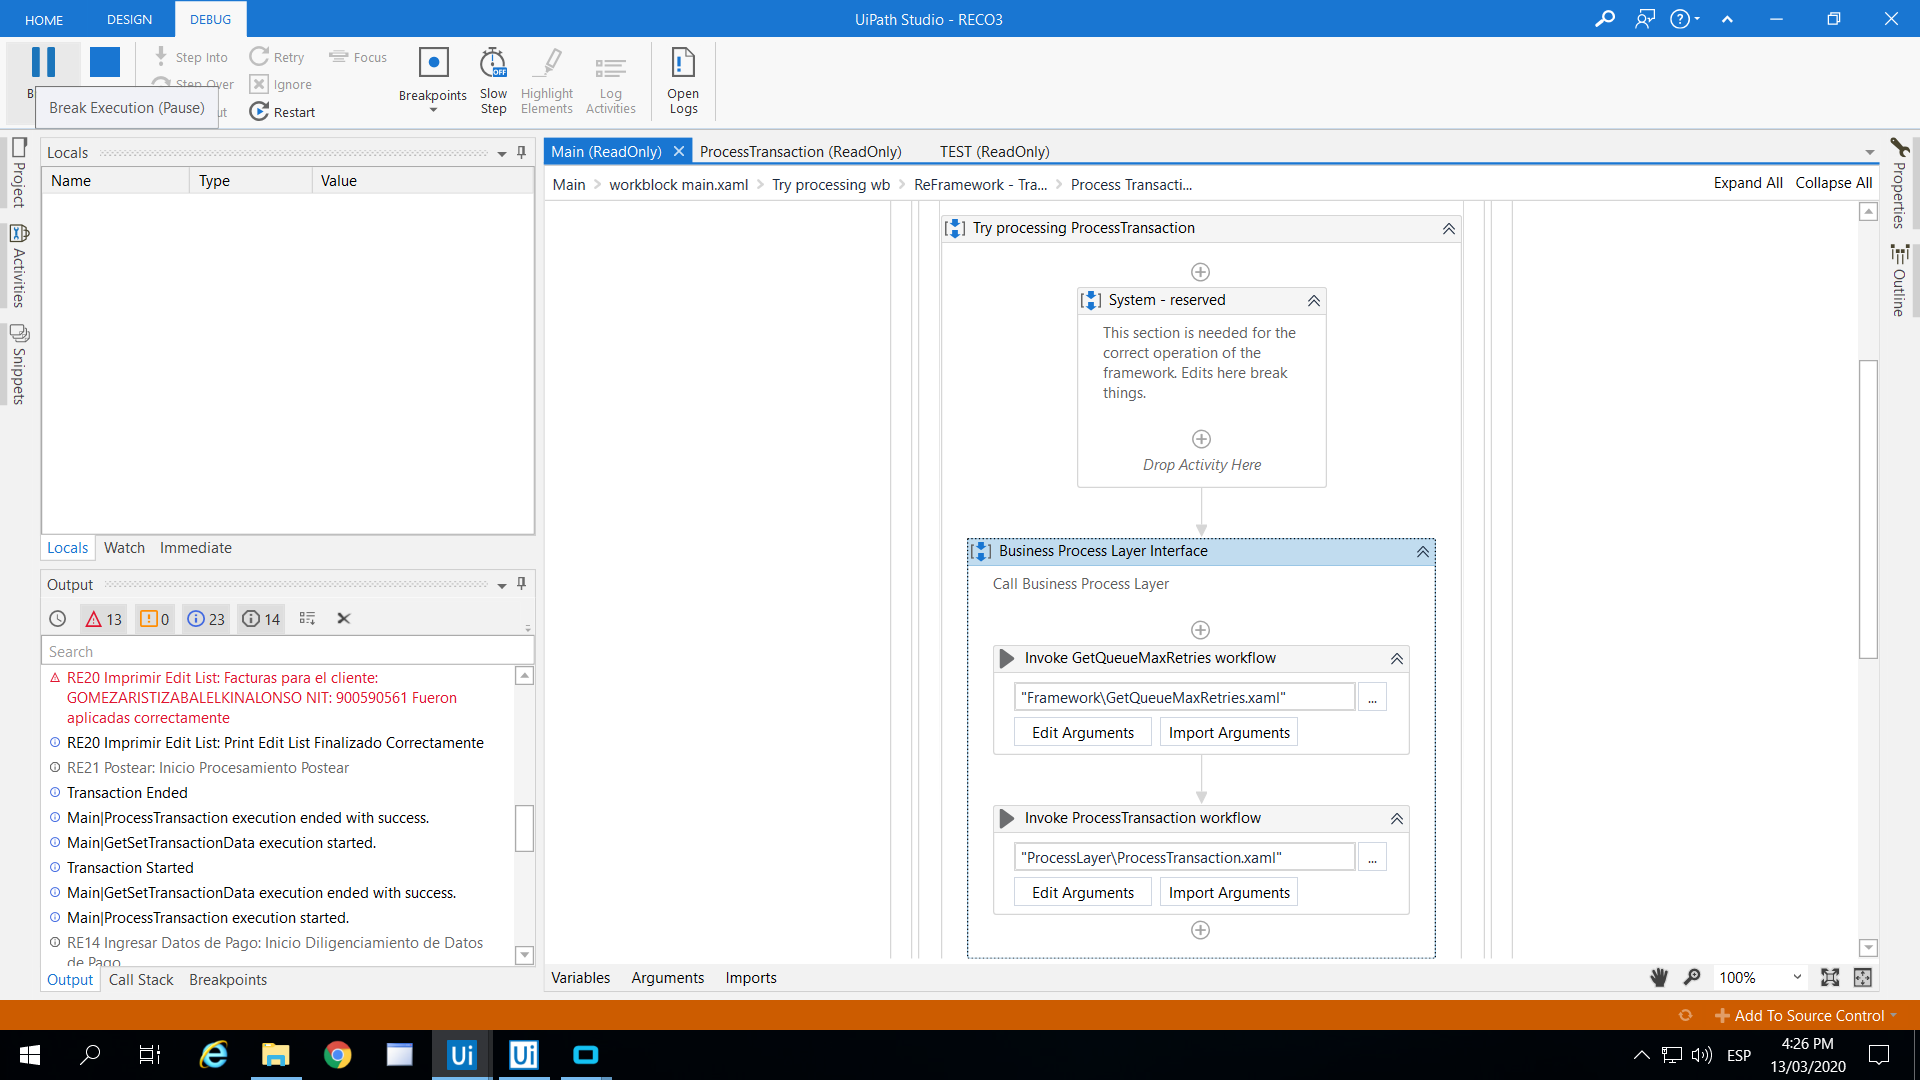 HOME
DESIGN
DEBUG
UiPath Studio - RECO3
Step Into
Step Over
Retry
Ignore
Restart
Focus
Breakpoints
Slow
Step
OFF
Highlight
Elements
Log
Activities
Open
Logs
Break Execution (Pause)
Project
Activities
Snippets
Locals
Name
Type
Value
Locals
Watch
Immediate
Output
13
0
23
14
Search
RE20 Imprimir Edit List: Facturas para el cliente:
GOMEZARISTIZABALELKINALONSO NIT: 900590561 Fueron
aplicadas correctamente
RE20 Imprimir Edit List: Print Edit List Finalizado Correctamente
RE21 Postear: Inicio Procesamiento Postear
Transaction Ended
Main|ProcessTransaction execution ended with success.
Main|GetSetTransactionData execution started.
Transaction Started
Main|GetSetTransactionData execution ended with success.
Main|ProcessTransaction execution started.
RE14 Ingresar Datos de Pago: Inicio Diligenciamiento de Datos
de Pago
Output
Call Stack
Breakpoints
Main (ReadOnly)
ProcessTransaction (ReadOnly)
TEST (ReadOnly)
Main
workblock main.xaml
Try processing wb
ReFramework - Tra...
Process Transacti...
Expand All
Collapse All
Try processing ProcessTransaction
System - reserved
This section is needed for the
correct operation of the
framework. Edits here break
things.
Drop Activity Here
Business Process Layer Interface
Call Business Process Layer
Invoke GetQueueMaxRetries workflow
"Framework\GetQueueMaxRetries.xaml"
...
Edit Arguments
Import Arguments
Invoke ProcessTransaction workflow
"ProcessLayer\ProcessTransaction.xaml"
...
Edit Arguments
Import Arguments
Variables
Arguments
Imports
100%
Properties
Outline
Add To Source Control
Ui
Ui
ESP
4:26 PM
13/03/2020